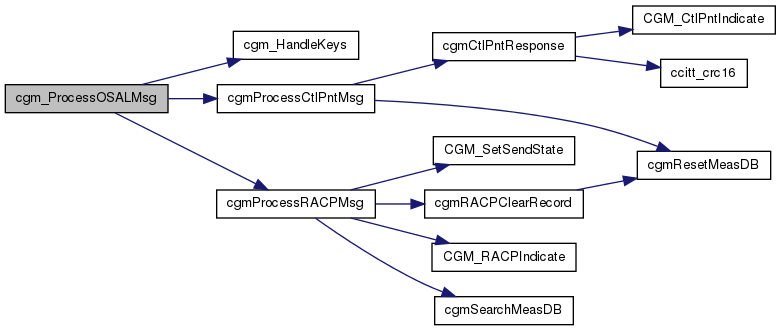 CGM_CtlPntIndicate
cgm_HandleKeys
cgmCtlPntResponse
ccitt_crc16
cgm_ProcessOSALMsg
cgmProcessCtlPntMsg
CGM_SetSendState
cgmResetMeasDB
cgmProcessRACPMsg
cgmRACPClearRecord
CGM_RACPIndicate
cgmSearchMeasDB